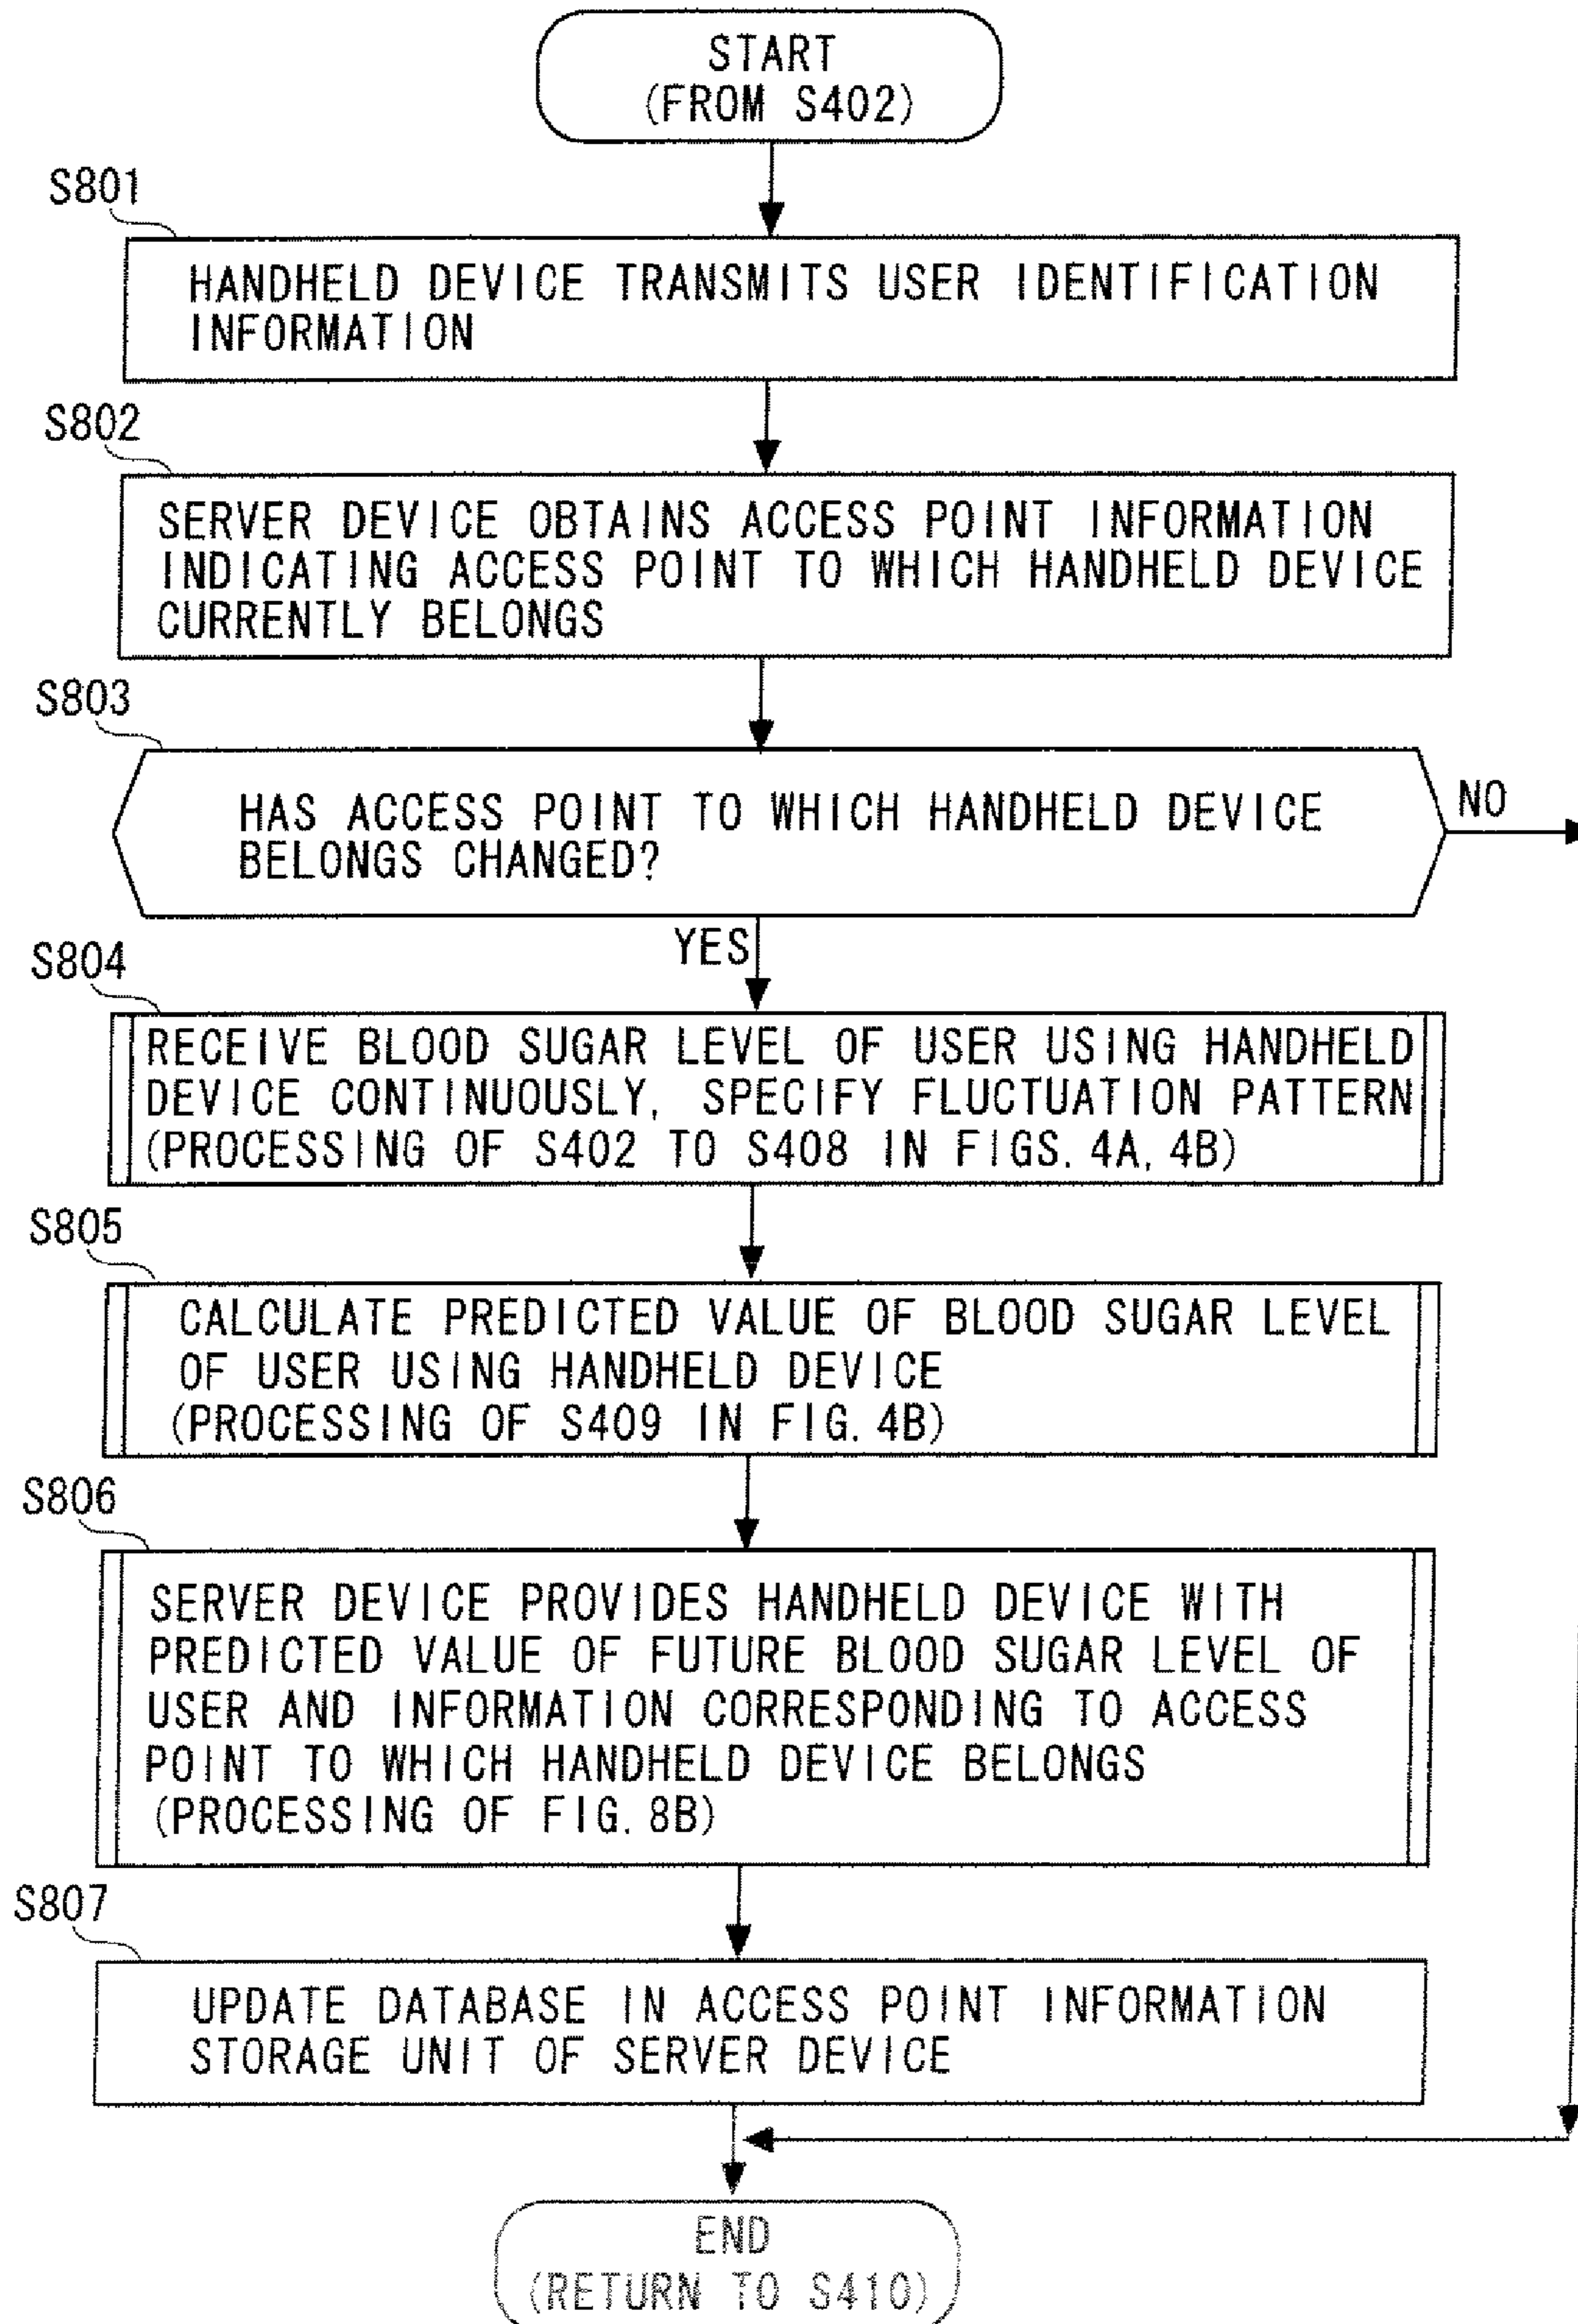 START
(FROM S402)
S801
HANDHELD DEVICE TRANSMITS USER IDENTIFICATION
INFORMATION
S802
SERVER DEVICE OBTAINS ACCESS POINT INFORMATION
INDICATING ACCESS POINT TO WHICH HANDHELD DEVICE
CURRENTLY BELONGS
S803
HAS ACCESS POINT TO WHICH HANDHELD DEVICE
BELONGS CHANGED?
NO
YES
S804
RECEIVE BLOOD SUGAR LEVEL OF USER USING HANDHELD
DEVICE CONTINUOUSLY, SPECIFY FLUCTUATION PATTERN
(PROCESSING OF S402 TO S408 IN FIGS. 4A, 4B)
S805
CALCULATE PREDICTED VALUE OF BLOOD SUGAR LEVEL
OF USER USING HANDHELD DEVICE
(PROCESSING OF S409 IN FIG. 4B)
S806
SERVER DEVICE PROVIDES HANDHELD DEVICE WITH
PREDICTED VALUE OF FUTURE BLOOD SUGAR LEVEL OF
USER AND INFORMATION CORRESPONDING TO ACCESS
POINT TO WHICH HANDHELD DEVICE BELONGS
(PROCESSING OF FIG. 8B)
S807
UPDATE DATABASE IN ACCESS POINT INFORMATION
STORAGE UNIT OF SERVER DEVICE
END
(RETURN TO S410)